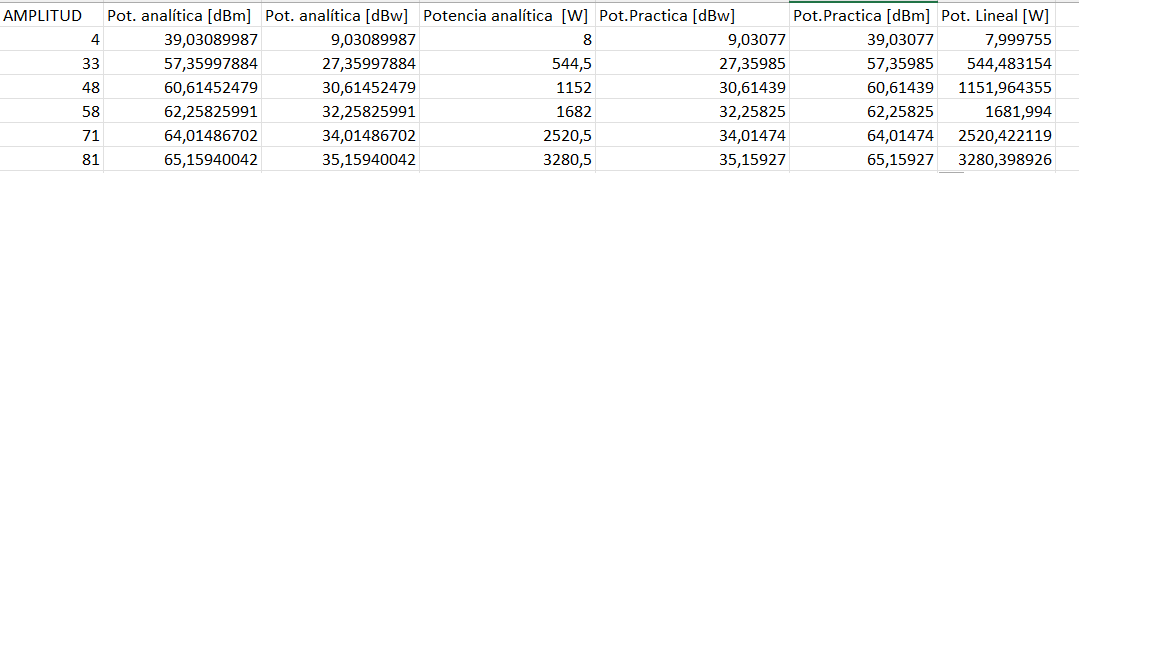 AMPLITUD Pot. analítica [dBm] Pot. analítica [dBw] Potencia analítica [W] Pot.Practica [dBw] Pot.Practica [dBm] Pot. Lineal [W]
4 39,03089987 9,03089987 8 9,03077 39,03077 7,999755
33 57,35997884 27,35997884 544,5 27,35985 57,35985 544,483154
48 60,61452479 30,61452479 1152 30,61439 60,61439 1151,964355
58 62,25825991 32,25825991 1682 32,25825 62,25825 1681,994
71 64,01486702 34,01486702 2520,5 34,01474 64,01474 2520,422119
81 65,15940042 35,15940042 3280,5 35,15927 65,15927 3280,398926